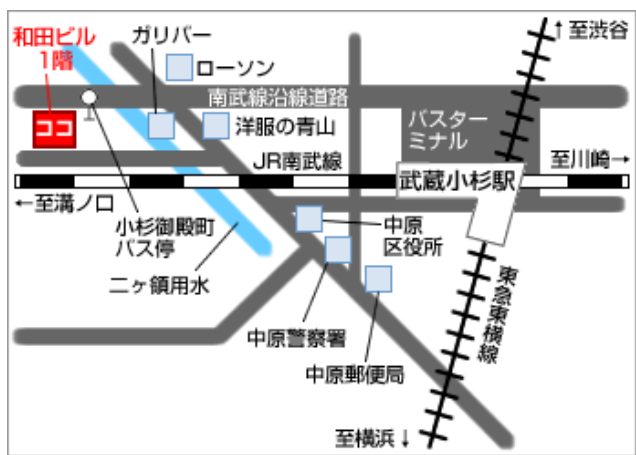 和田ビル
1階
ココ
ガリバー
ローソン
↑至渋谷
南武線沿線道路
洋服の青山
バスター
ミナル
JR南武線
武蔵小杉駅
至川崎→
←至溝ノ口
小杉御殿町
バス停
二ヶ領用水
中原
区役所
中原警察署
中原郵便局
東急東横線
至横浜↓